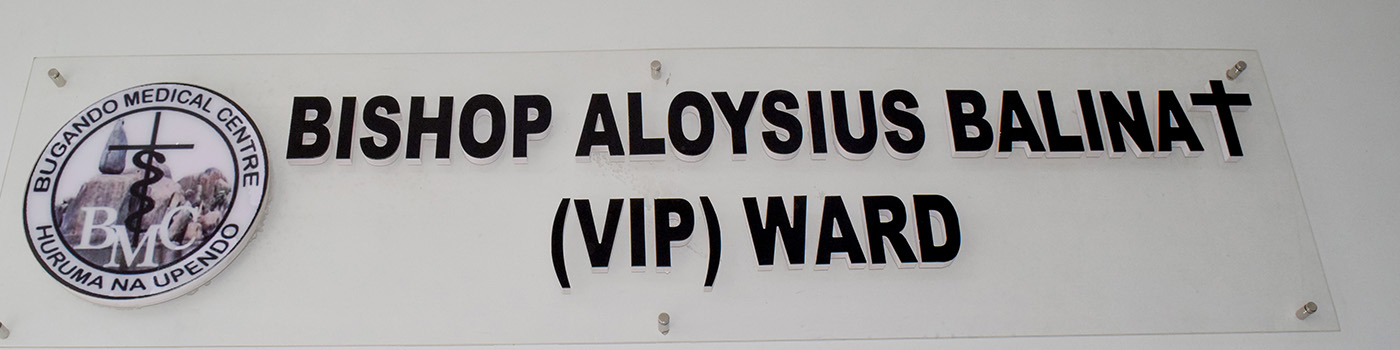 BUGANDO MEDICAL CENTRE
BMC
HURUMA NA UPENDO
BISHOP ALOYSIUS BALINA✝
(VIP) WARD